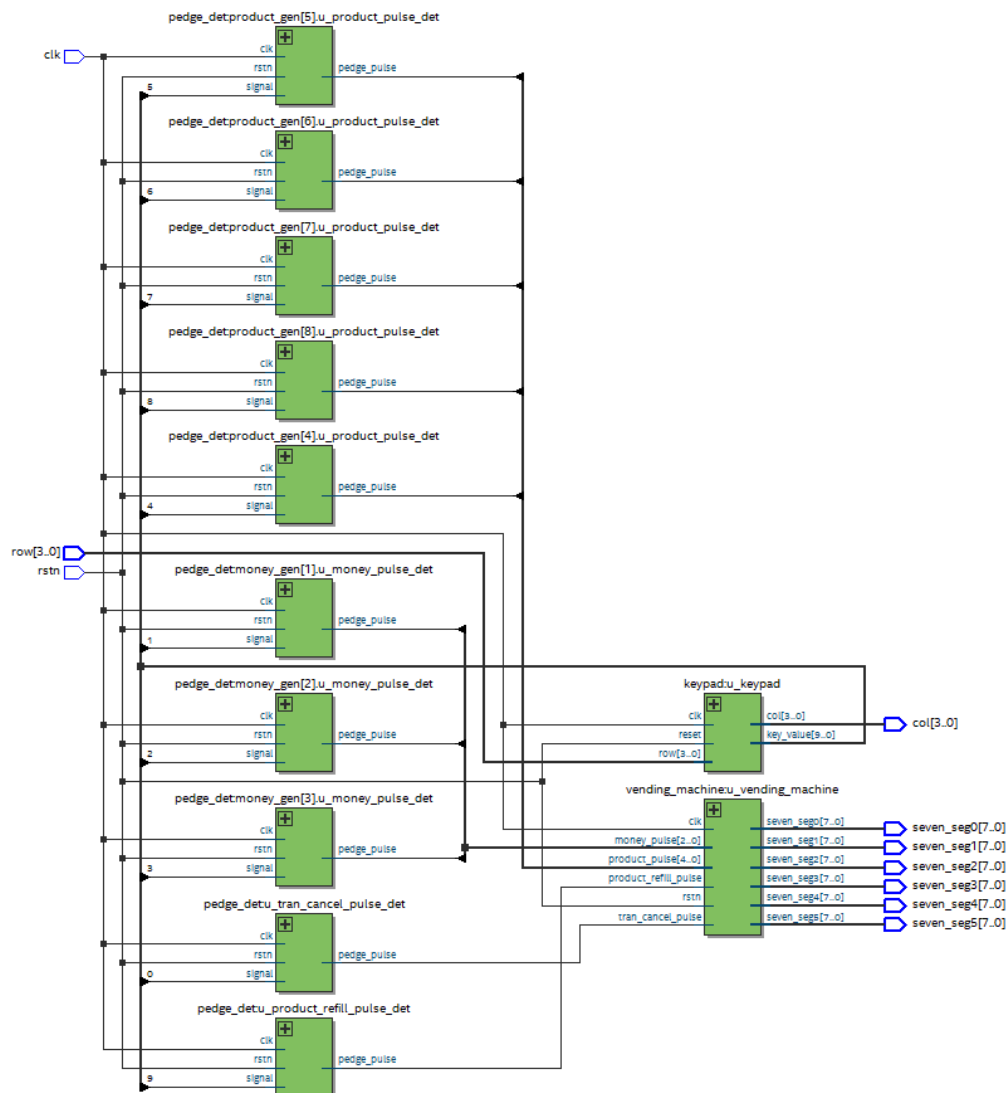 pedge_det:product_gen[5].u_product_pulse_det
clk
clk
rstn
signal
5
pedge_pulse
pedge_det:product_gen[6].u_product_pulse_det
clk
rstn
signal
6
pedge_pulse
pedge_det:product_gen[7].u_product_pulse_det
clk
rstn
signal
7
pedge_pulse
pedge_det:product_gen[8].u_product_pulse_det
clk
rstn
signal
8
pedge_pulse
pedge_det:product_gen[4].u_product_pulse_det
clk
rstn
signal
4
pedge_pulse
row[3..0]
rstn
pedge_det:money_gen[1].u_money_pulse_det
clk
rstn
signal
1
pedge_pulse
pedge_det:money_gen[2].u_money_pulse_det
clk
rstn
signal
2
pedge_pulse
keypad:u_keypad
clk
reset
row[3..0]
col[3..0]
key_value[9..0]
col[3..0]
pedge_det:money_gen[3].u_money_pulse_det
clk
rstn
signal
3
pedge_pulse
vending_machine:u_vending_machine
clk
money_pulse[2..0]
product_pulse[4..0]
product_refill_pulse
rstn
tran_cancel_pulse
seven_seg0[7..0]
seven_seg1[7..0]
seven_seg2[7..0]
seven_seg3[7..0]
seven_seg4[7..0]
seven_seg5[7..0]
seven_seg0[7..0]
seven_seg1[7..0]
seven_seg2[7..0]
seven_seg3[7..0]
seven_seg4[7..0]
seven_seg5[7..0]
pedge_det:u_tran_cancel_pulse_det
clk
rstn
signal
0
pedge_pulse
pedge_det:u_product_refill_pulse_det
clk
rstn
signal
9
pedge_pulse